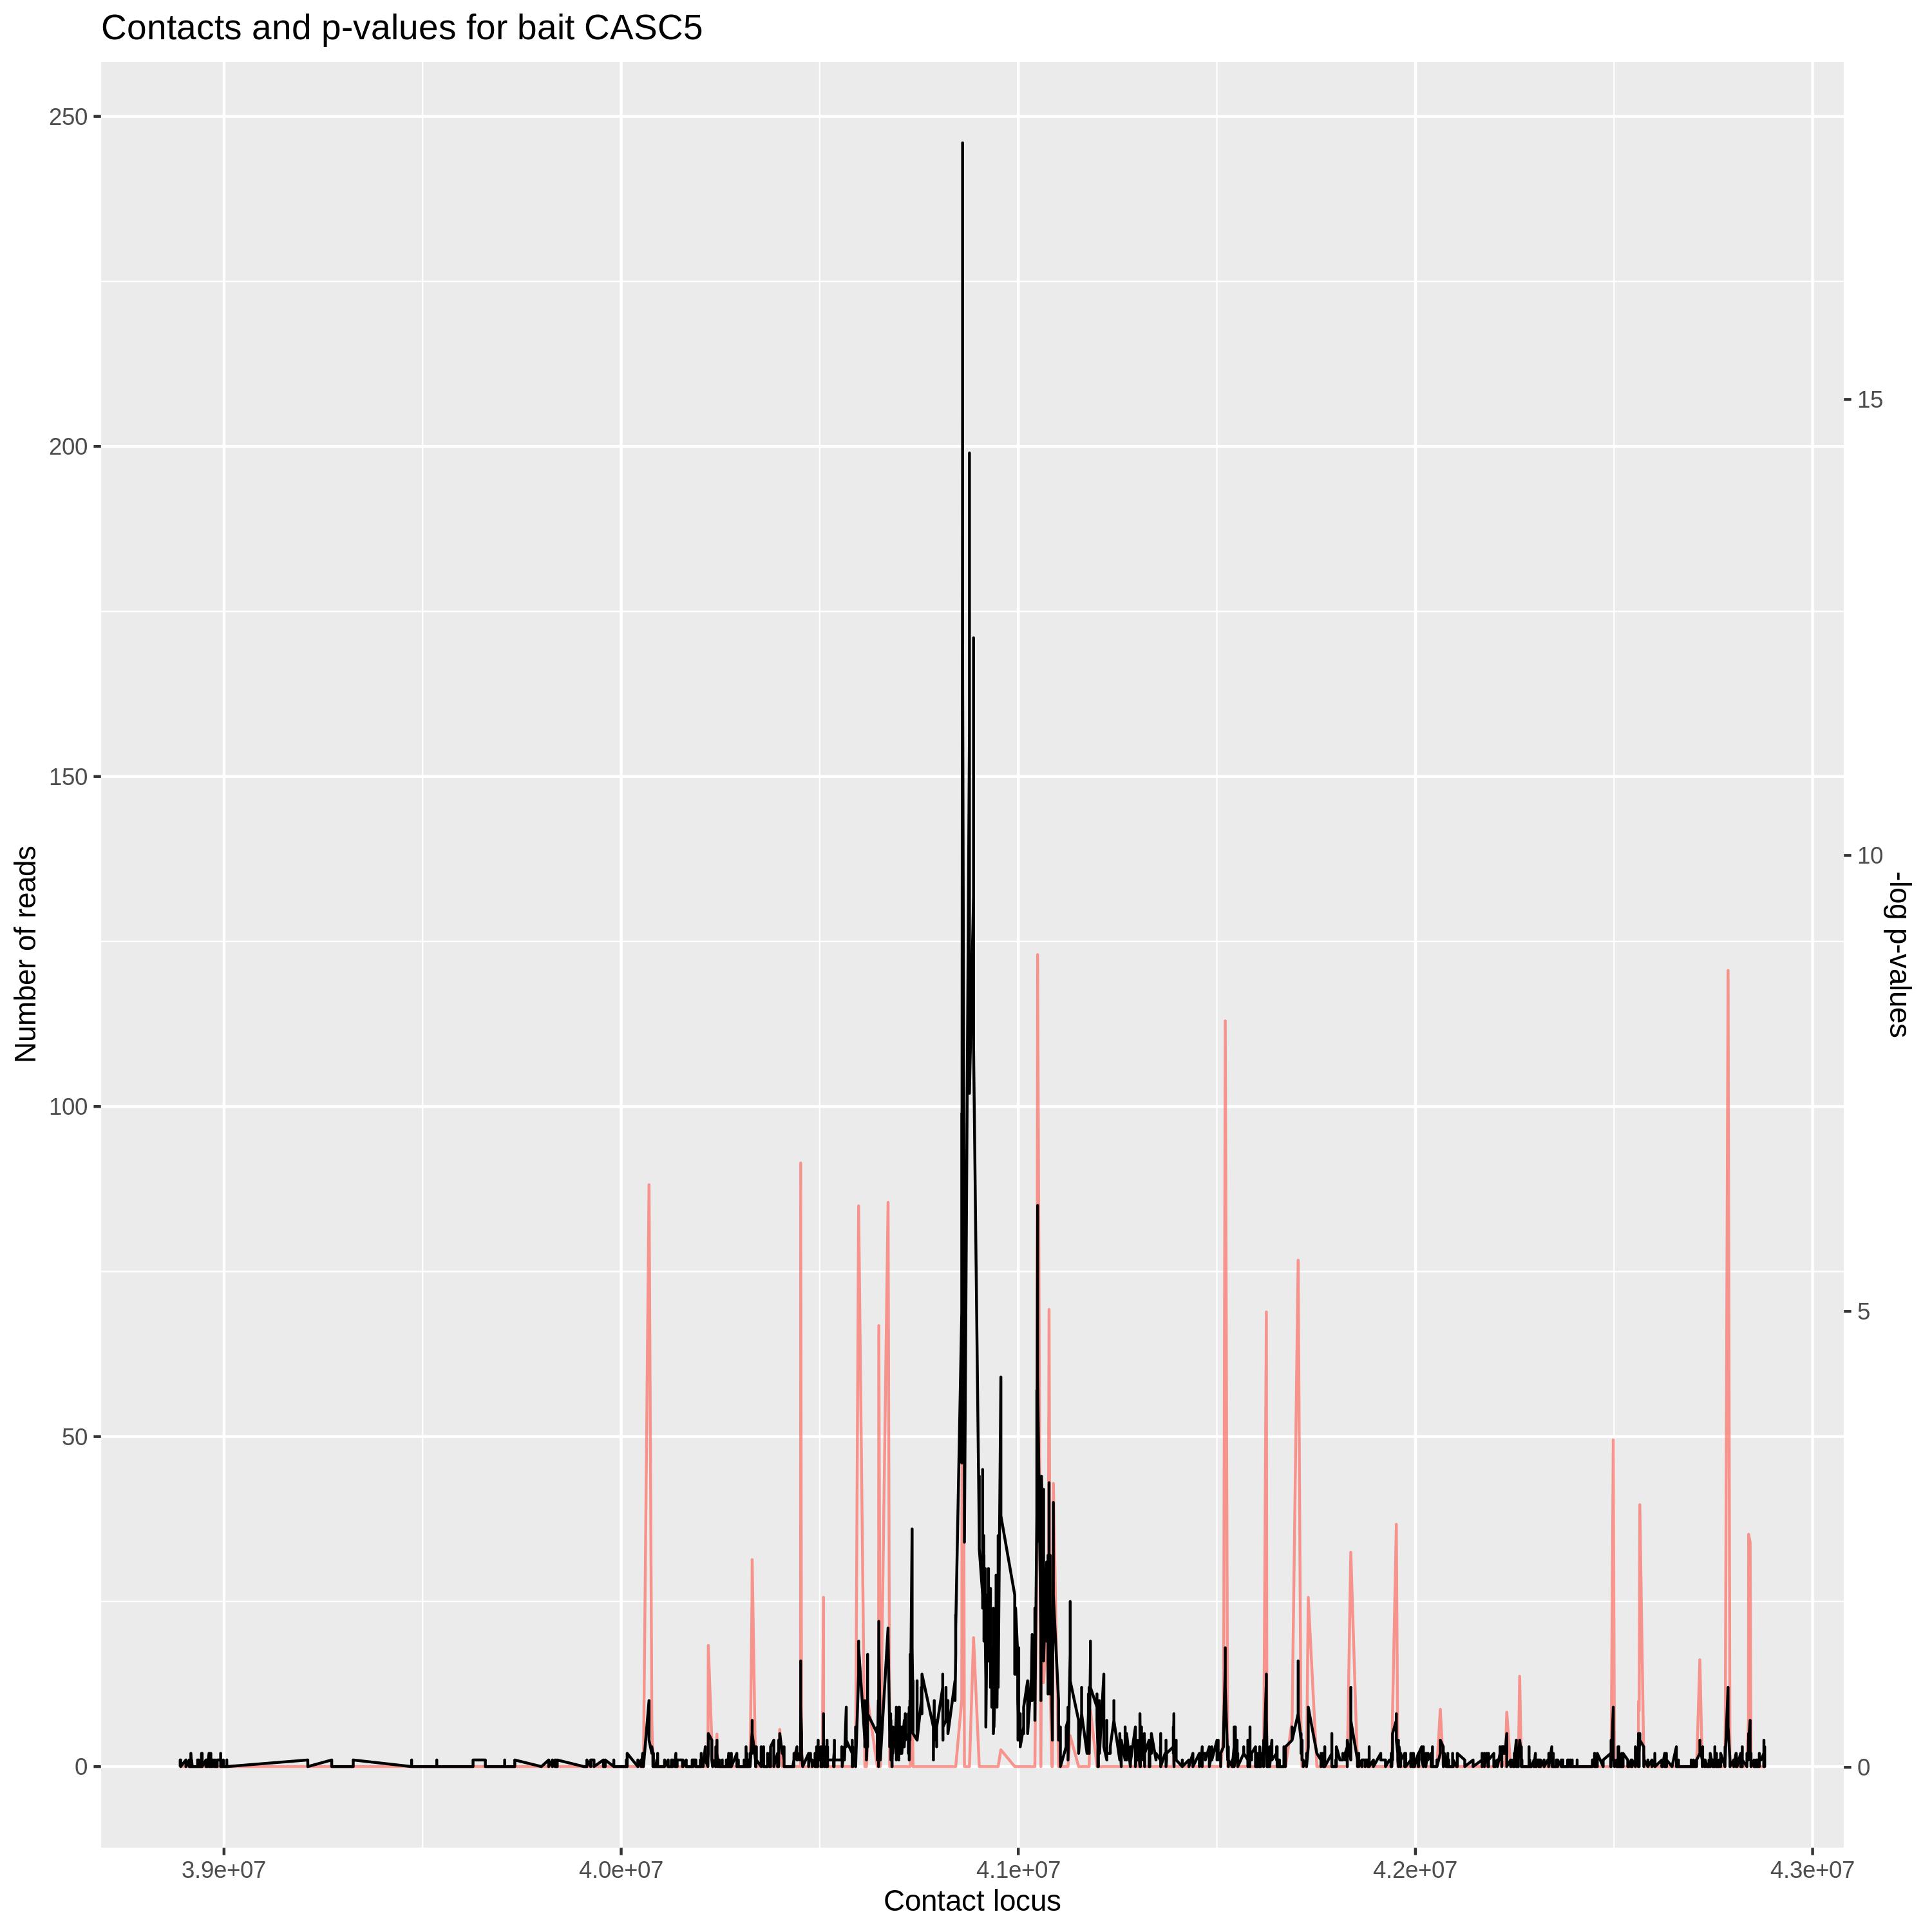 Contacts and p-values for bait CASC5
250
200
150
100
50
0
Number of reads
15
10
5
0
-log p-values
3.9e+07
4.0e+07
4.1e+07
4.2e+07
4.3e+07
Contact locus